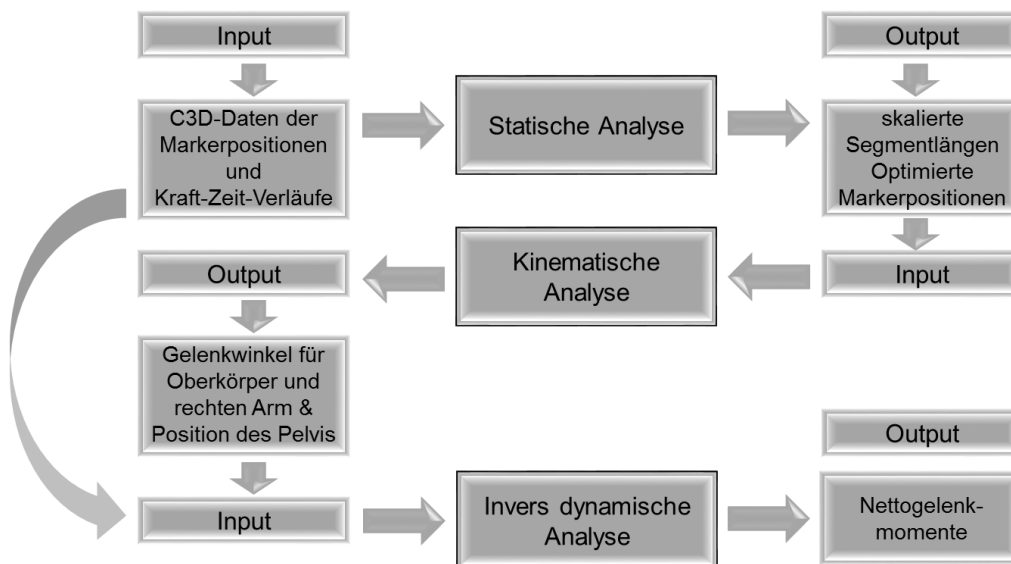 Input
C3D-Daten der
Markerpositionen
und
Kraft-Zeit-Verläufe
Statische Analyse
Output
skalierte
Segmentlängen
Optimierte
Markerpositionen
Input
Kinematische
Analyse
Output
Gelenkwinkel für
Oberkörper und
rechten Arm &
Position des Pelvis
Input
Invers dynamische
Analyse
Output
Nettogelenk-
momente